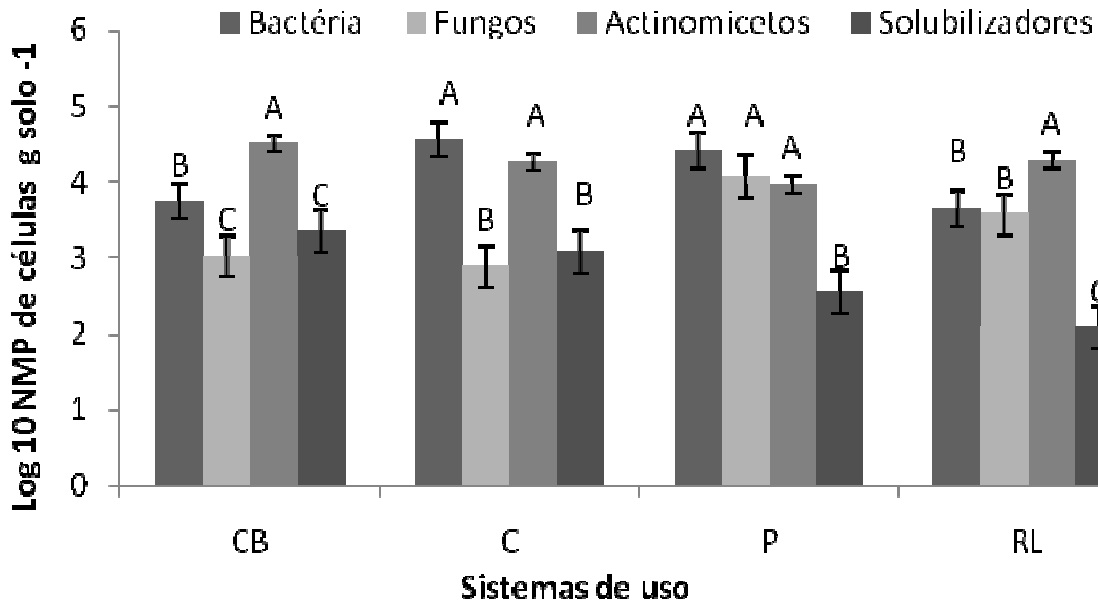 Bactéria Fungos Actinomicetos Solubilizadores
Log 10 NMP de células g solo -1
6
5
4
3
2
1
0
B C A C
A B A B
A A A B
B B A
CB C P RL
Sistemas de uso